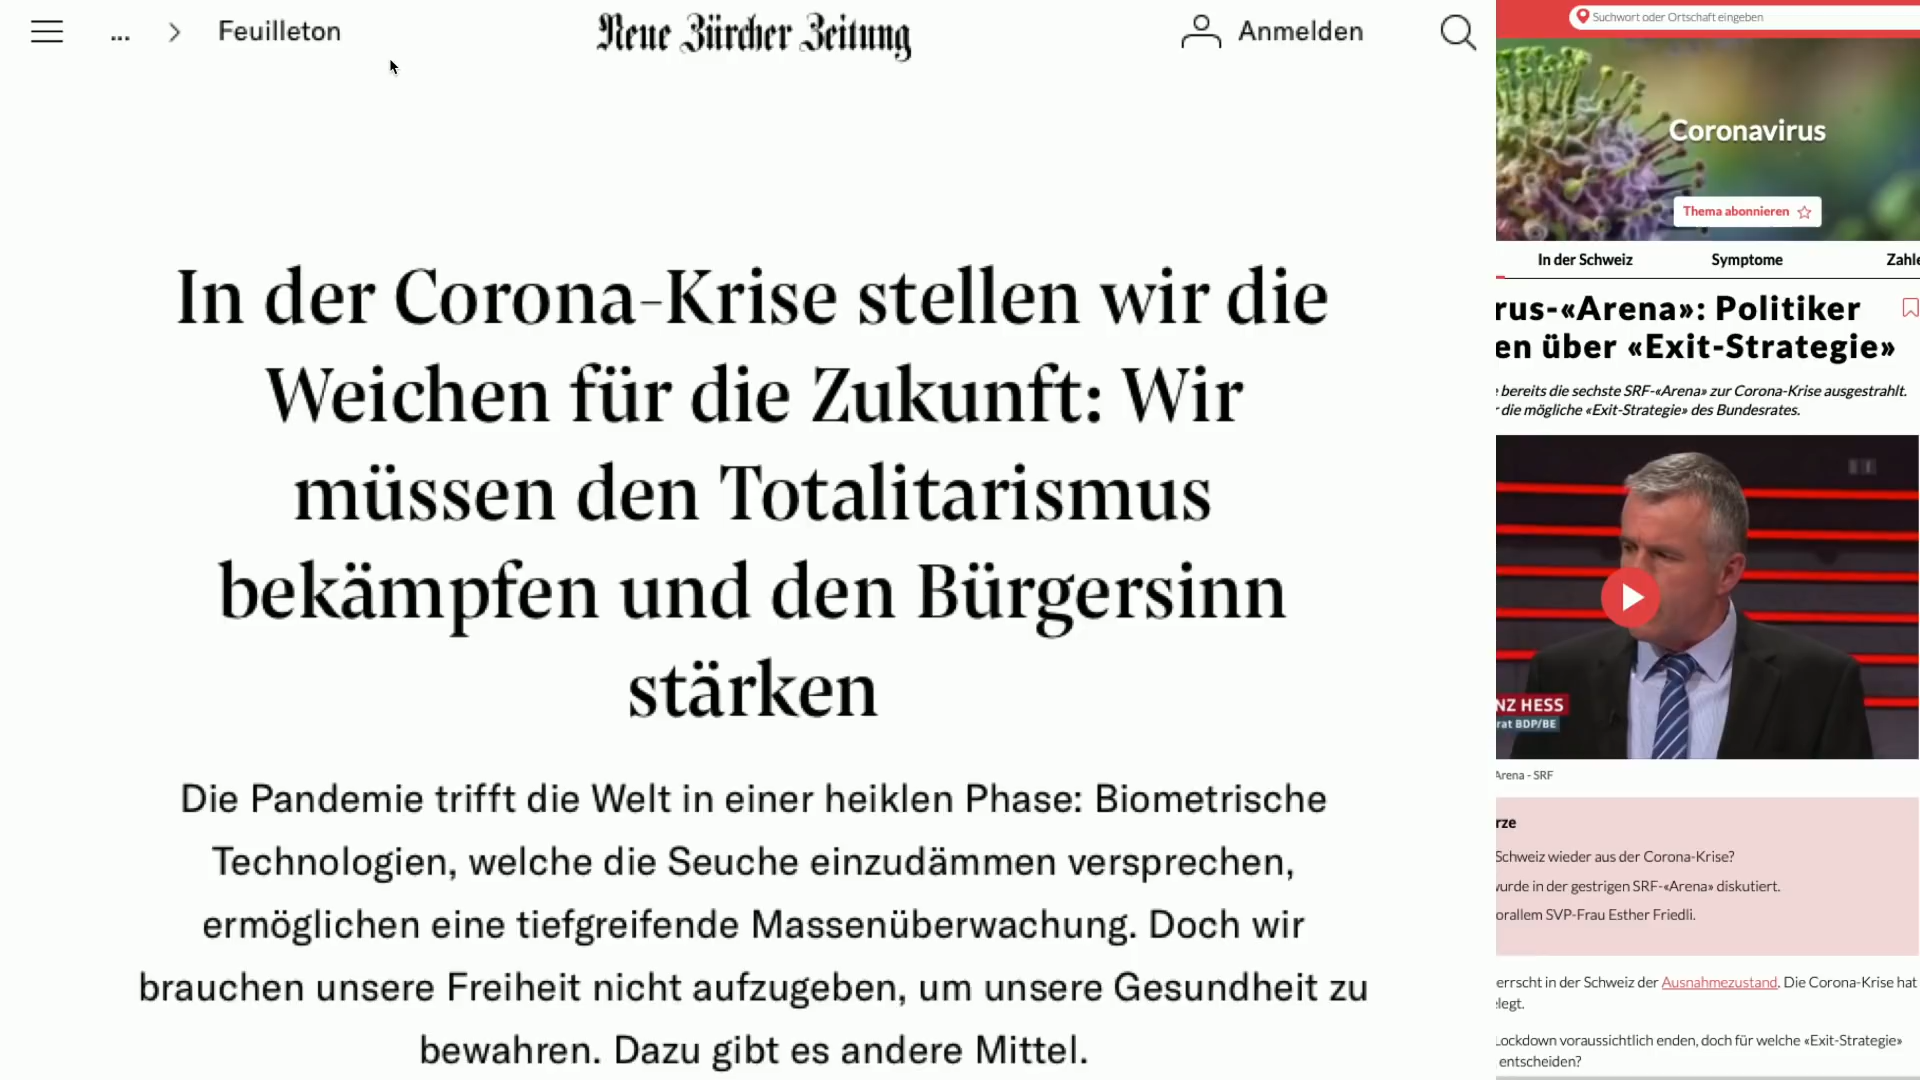 ... > Feuilleton
Neue Zürcher Zeitung
Anmelden
In der Corona-Krise stellen wir die
Weichen für die Zukunft: Wir
müssen den Totalitarismus
bekämpfen und den Bürgersinn
stärken
Die Pandemie trifft die Welt in einer heiklen Phase: Biometrische
Technologien, welche die Seuche einzudämmen versprechen,
ermöglichen eine tiefgreifende Massenüberwachung. Doch wir
brauchen unsere Freiheit nicht aufzugeben, um unsere Gesundheit zu
bewahren. Dazu gibt es andere Mittel.
Suchwort oder Ortschaft eingeben
Coronavirus
Thema abonnieren
In der Schweiz Symptome Zahle
rus-«Arena»: Politiker
en über «Exit-Strategie»
bereits die sechste SRF-«Arena» zur Corona-Krise ausgestrahlt.
r die mögliche «Exit-Strategie» des Bundesrates.
NZ HESS
rat BDP/BE
Arena - SRF
rze
Schweiz wieder aus der Corona-Krise?
wurde in der gestrigen SRF-«Arena» diskutiert.
orallem SVP-Frau Esther Friedli.
errscht in der Schweiz der Ausnahmezustand. Die Corona-Krise hat
elegt.
Lockdown voraussichtlich enden, doch für welche «Exit-Strategie»
entscheiden?